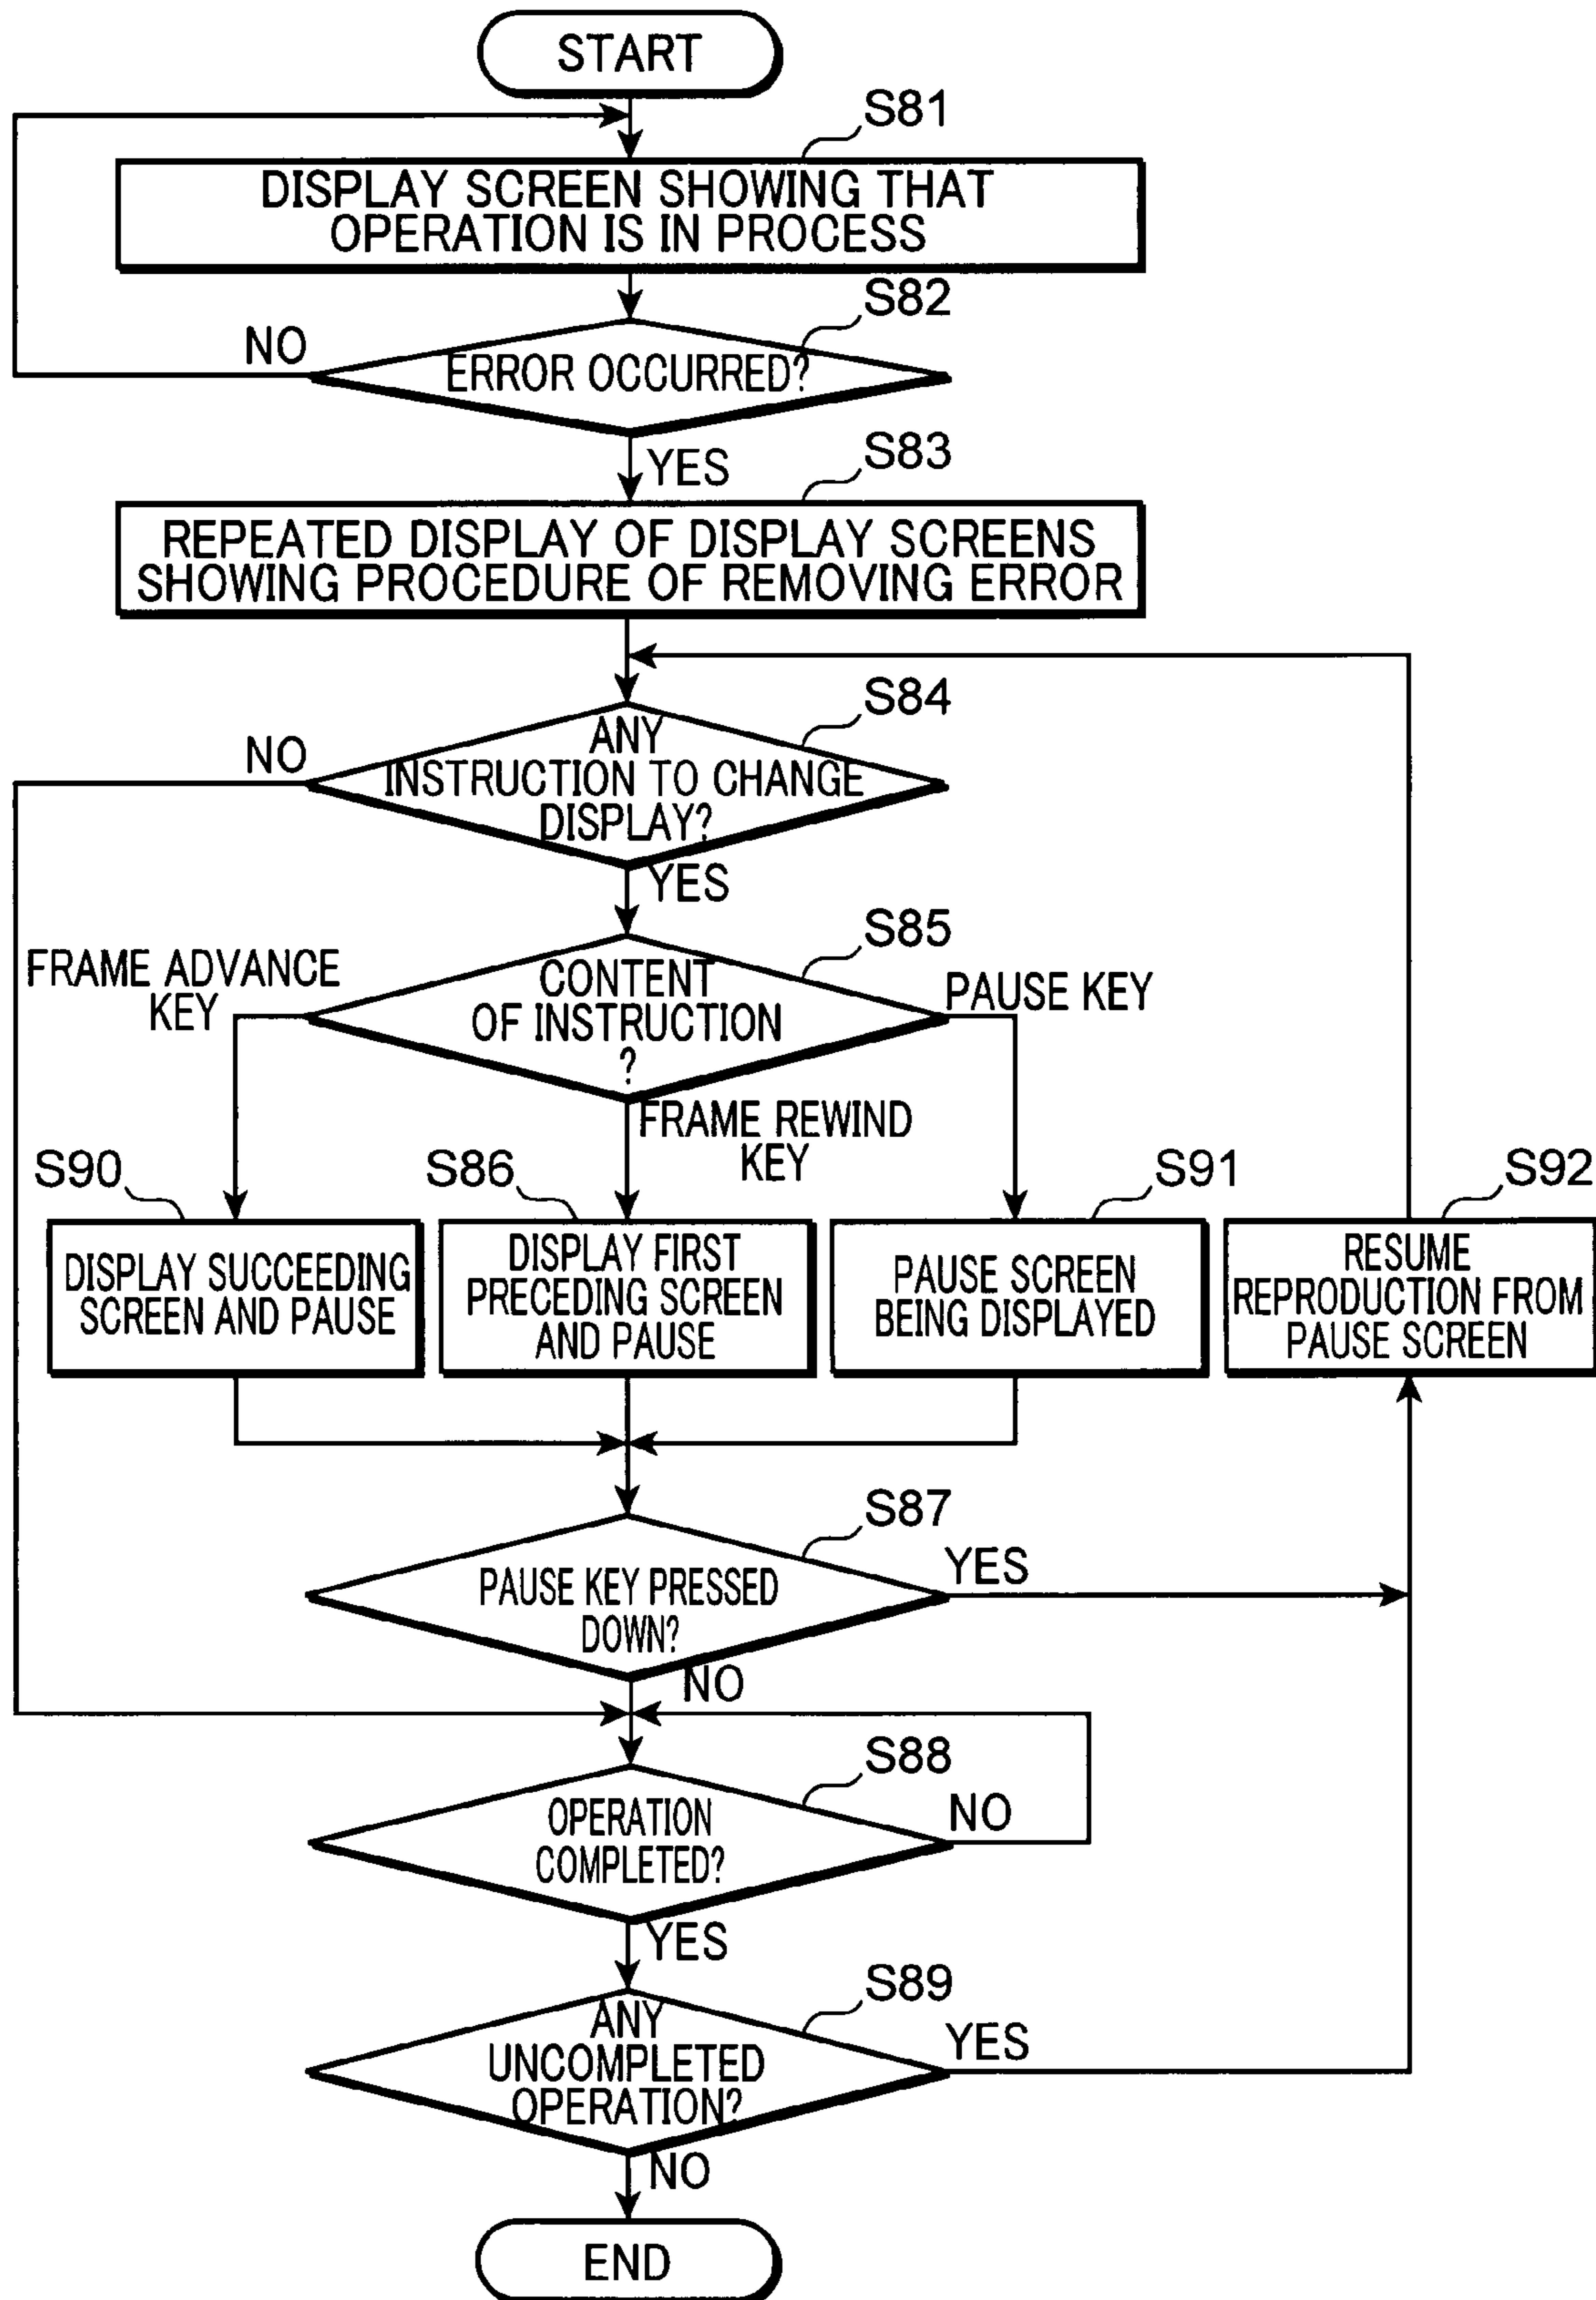 START
S81
DISPLAY SCREEN SHOWING THAT
OPERATION IS IN PROCESS
S82
NO
ERROR OCCURRED?
S83
YES
REPEATED DISPLAY OF DISPLAY SCREENS
SHOWING PROCEDURE OF REMOVING ERROR
S84
NO
ANY
INSTRUCTION TO CHANGE
DISPLAY?
YES
S85
FRAME ADVANCE
KEY
CONTENT
OF INSTRUCTION
?
PAUSE KEY
FRAME REWIND
KEY
S90
S86
S91
S92
DISPLAY SUCCEEDING
SCREEN AND PAUSE
DISPLAY FIRST
PRECEDING SCREEN
AND PAUSE
PAUSE SCREEN
BEING DISPLAYED
RESUME
REPRODUCTION FROM
PAUSE SCREEN
S87
PAUSE KEY PRESSED
DOWN?
YES
NO
S88
OPERATION
COMPLETED?
NO
YES
S89
ANY
UNCOMPLETED
OPERATION?
YES
NO
END